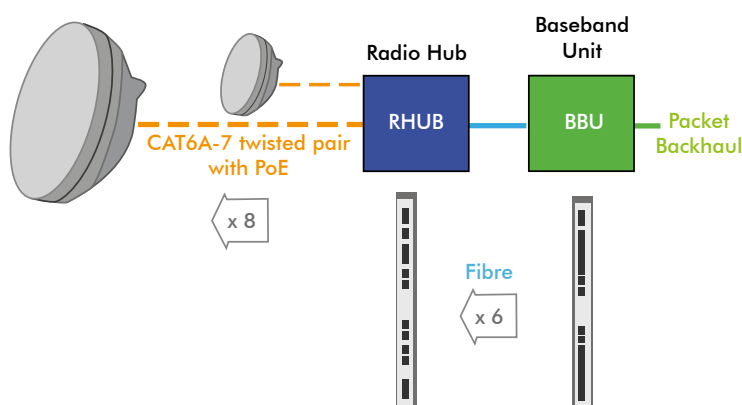 Baseband
Unit
Radio Hub
RHUB
BBU
Packet
Backhaul
CAT6A-7 twisted pair
with PoE
x 8
Fibre
x 6